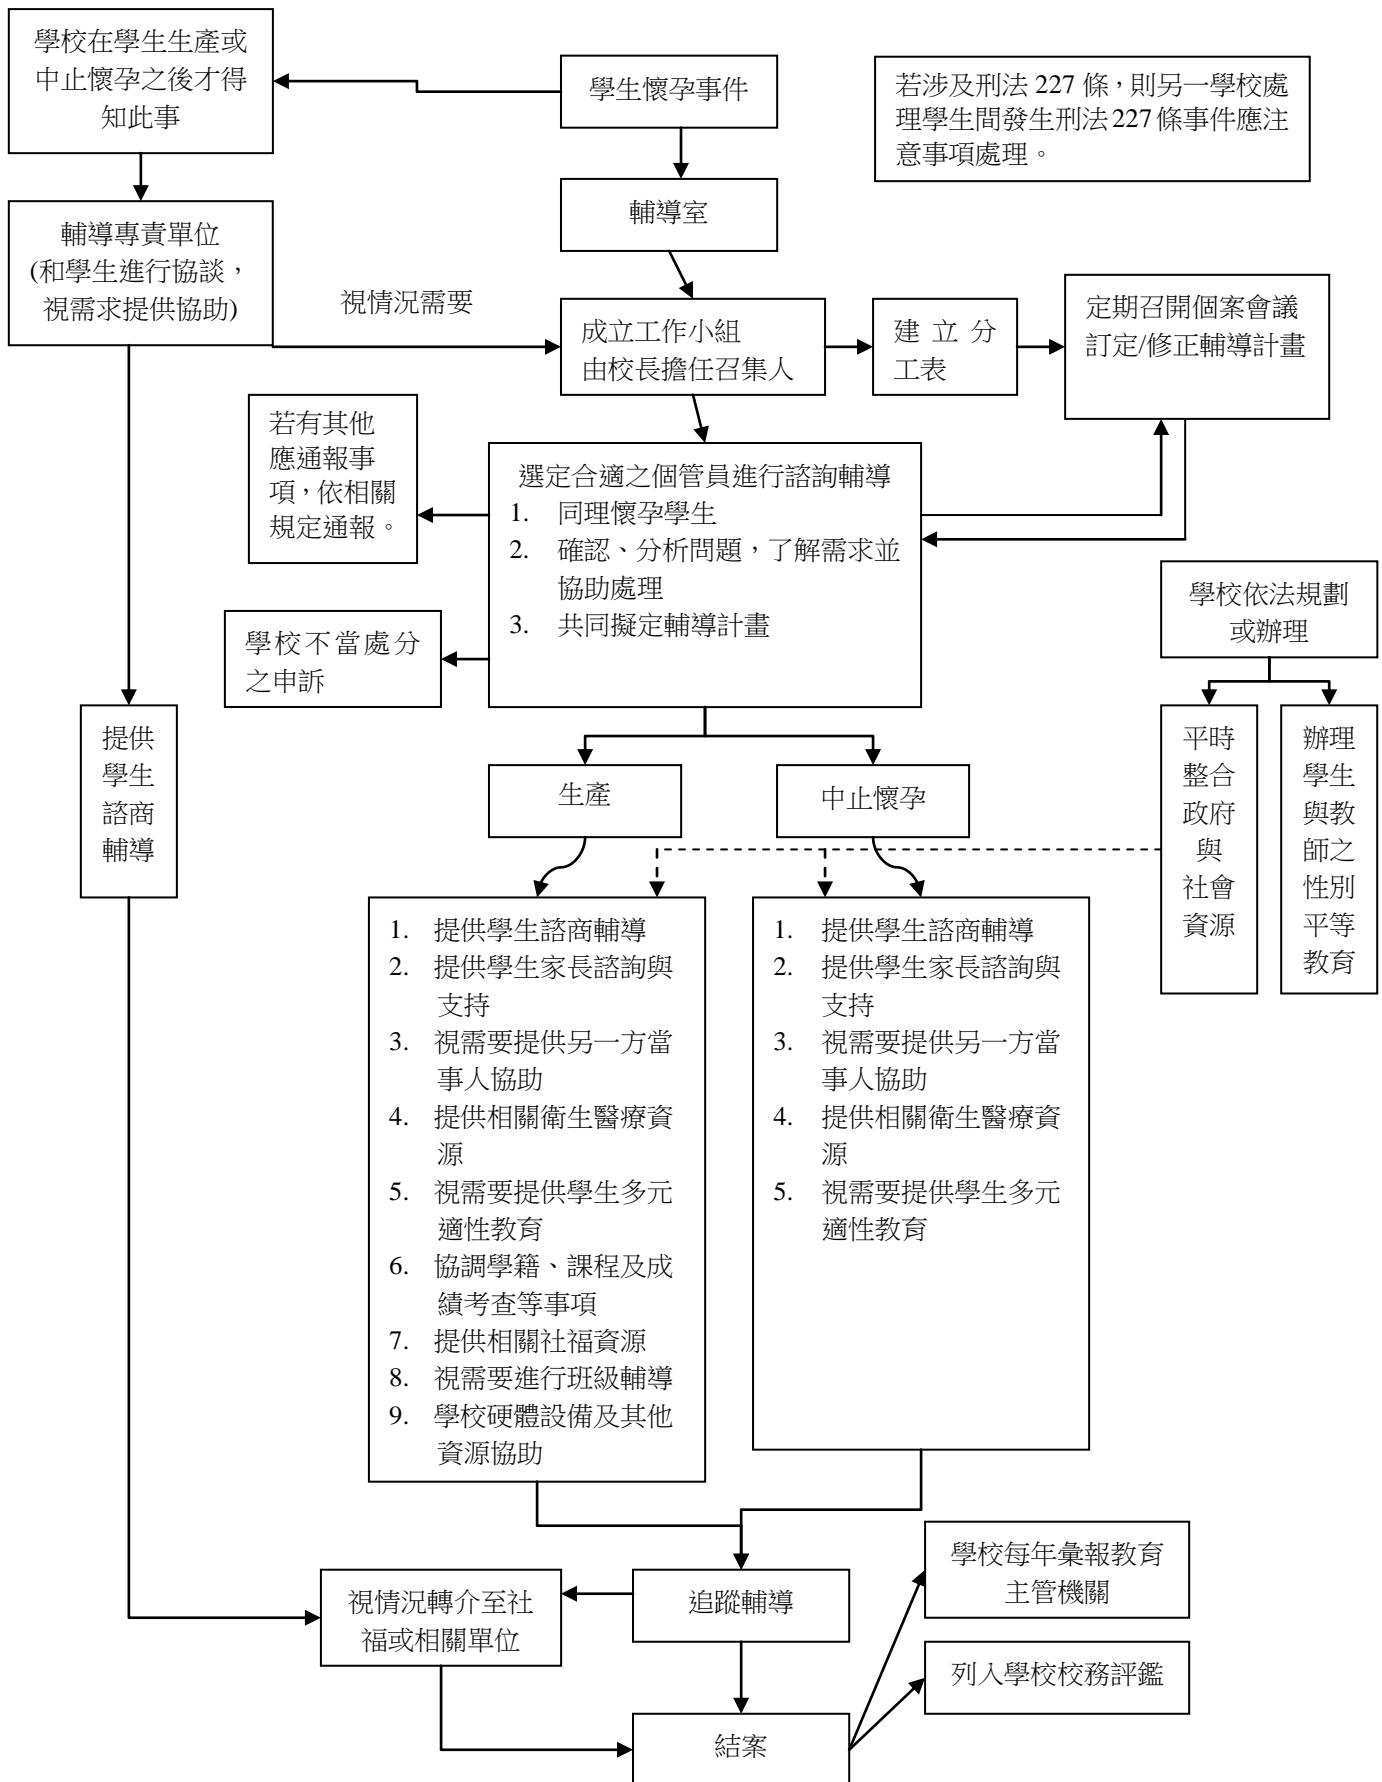 學校在學生生產或
中止懷孕之後才得
知此事
學生懷孕事件
若涉及刑法 227 條，則另一學校處
理學生間發生刑法 227 條事件應注
意事項處理。
輔導專責單位
(和學生進行協談，
視需求提供協助)
輔導室
視情況需要
成立工作小組
由校長擔任召集人
建 立 分
工表
定期召開個案會議
訂定/修正輔導計畫
若有其他
應通報事
項，依相關
規定通報。
選定合適之個管員進行諮詢輔導
1. 同理懷孕學生
2. 確認、分析問題，了解需求並
協助處理
3. 共同擬定輔導計畫
學校不當處分
之申訴
學校依法規劃
或辦理
提供
學生
諮商
輔導
生產
中止懷孕
平時
整合
政府
與
社會
資源
辦理
學生
與教
師之
性別
平等
教育
1. 提供學生諮商輔導
2. 提供學生家長諮詢與
支持
3. 視需要提供另一方當
事人協助
4. 提供相關衛生醫療資
源
5. 視需要提供學生多元
適性教育
6. 協調學籍、課程及成
績考查等事項
7. 提供相關社福資源
8. 視需要進行班級輔導
9. 學校硬體設備及其他
資源協助
1. 提供學生諮商輔導
2. 提供學生家長諮詢與
支持
3. 視需要提供另一方當
事人協助
4. 提供相關衛生醫療資
源
5. 視需要提供學生多元
適性教育
視情況轉介至社
福或相關單位
追蹤輔導
學校每年彙報教育
主管機關
列入學校校務評鑑
結案